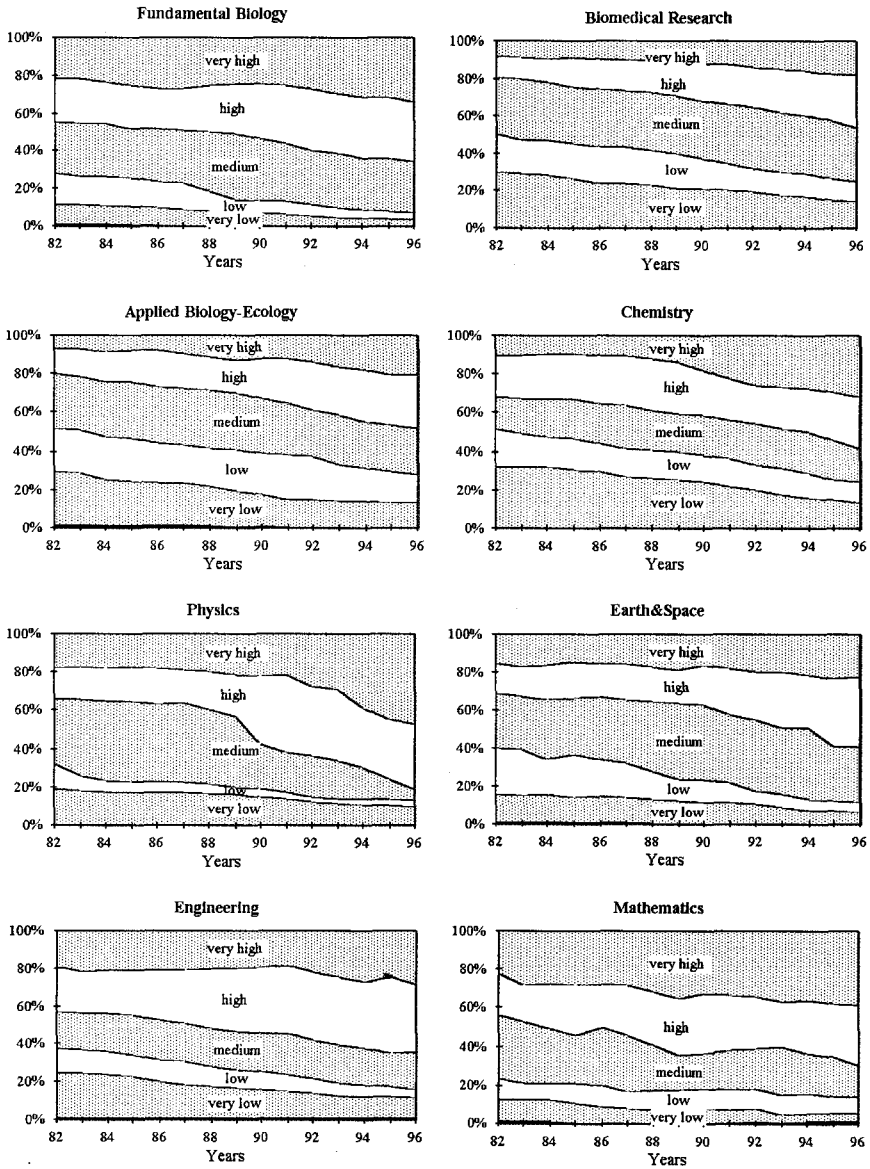 Fundamental Biology
100%
80%
60%
40%
20%
0%
very high
high
medium
low
very low
82 84 86 88 90 92 94 96
Years
Biomedical Research
100%
80%
60%
40%
20%
0%
very high
high
medium
low
very low
82 84 86 88 90 92 94 96
Years
Applied Biology-Ecology
100%
80%
60%
40%
20%
0%
very high
high
medium
low
very low
82 84 86 88 90 92 94 96
Years
Chemistry
100%
80%
60%
40%
20%
0%
very high
high
medium
low
very low
82 84 86 88 90 92 94 96
Years
Physics
100%
80%
60%
40%
20%
0%
very high
high
medium
low
very low
82 84 86 88 90 92 94 96
Years
Earth&Space
100%
80%
60%
40%
20%
0%
very high
high
medium
low
very low
82 84 86 88 90 92 94 96
Years
Engineering
100%
80%
60%
40%
20%
0%
very high
high
medium
low
very low
82 84 86 88 90 92 94 96
Years
Mathematics
100%
80%
60%
40%
20%
0%
very high
high
medium
low
very low
82 84 86 88 90 92 94 96
Years